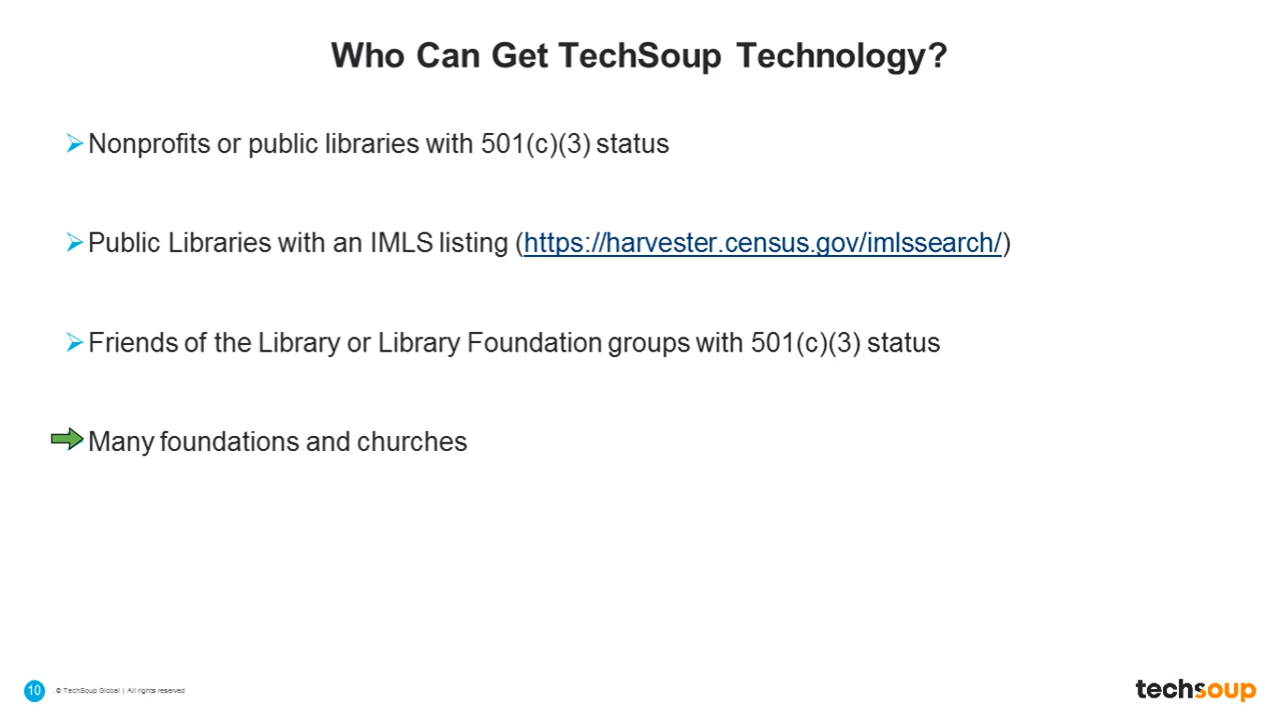 Who Can Get TechSoup Technology?
Nonprofits or public libraries with 501(c)(3) status
Public Libraries with an IMLS listing (https://harvester.census.gov/imlssearch/)
Friends of the Library or Library Foundation groups with 501(c)(3) status
Many foundations and churches
10 . © TechSoup Global | All rights reserved
techsoup